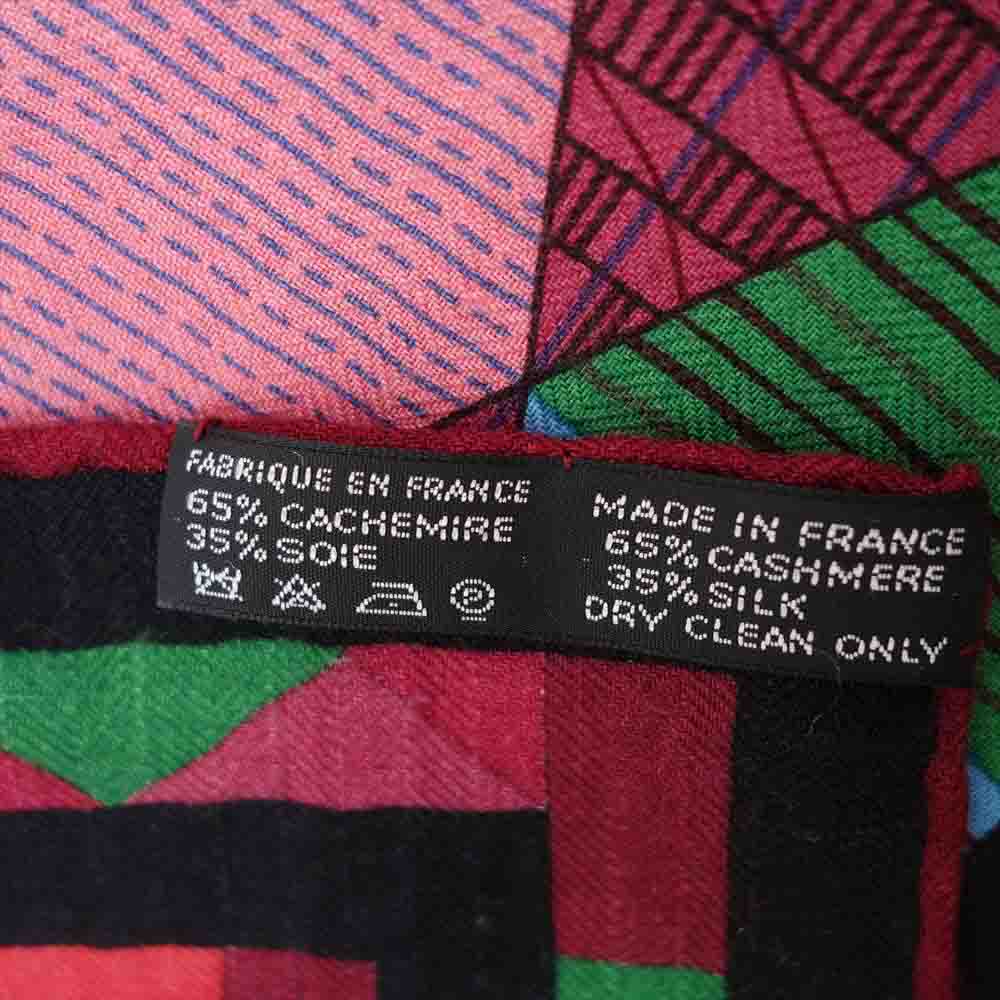 FABRIQUE EN FRANCE
65% CACHEMIRE
35% SOIE
P
MADE IN FRANCE
65% CASHMERE
35% SILK
DRY CLEAN ONLY